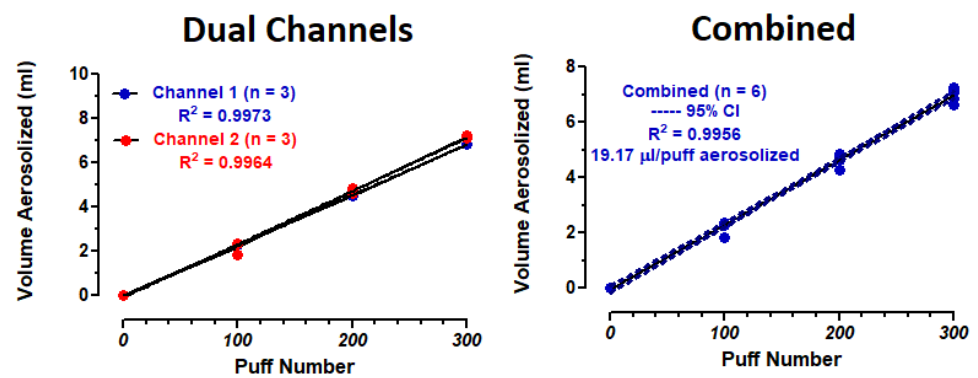 Dual Channels
Volume Aerosolized (ml)
10
8
6
4
2
0
Channel 1 (n = 3)
R² = 0.9973
Channel 2 (n = 3)
R² = 0.9964
0 100 200 300
Puff Number
Combined
Volume Aerosolized (ml)
8
6
4
2
0
Combined (n = 6)
----- 95% CI
R² = 0.9956
19.17 µl/puff aerosolized
0 100 200 300
Puff Number